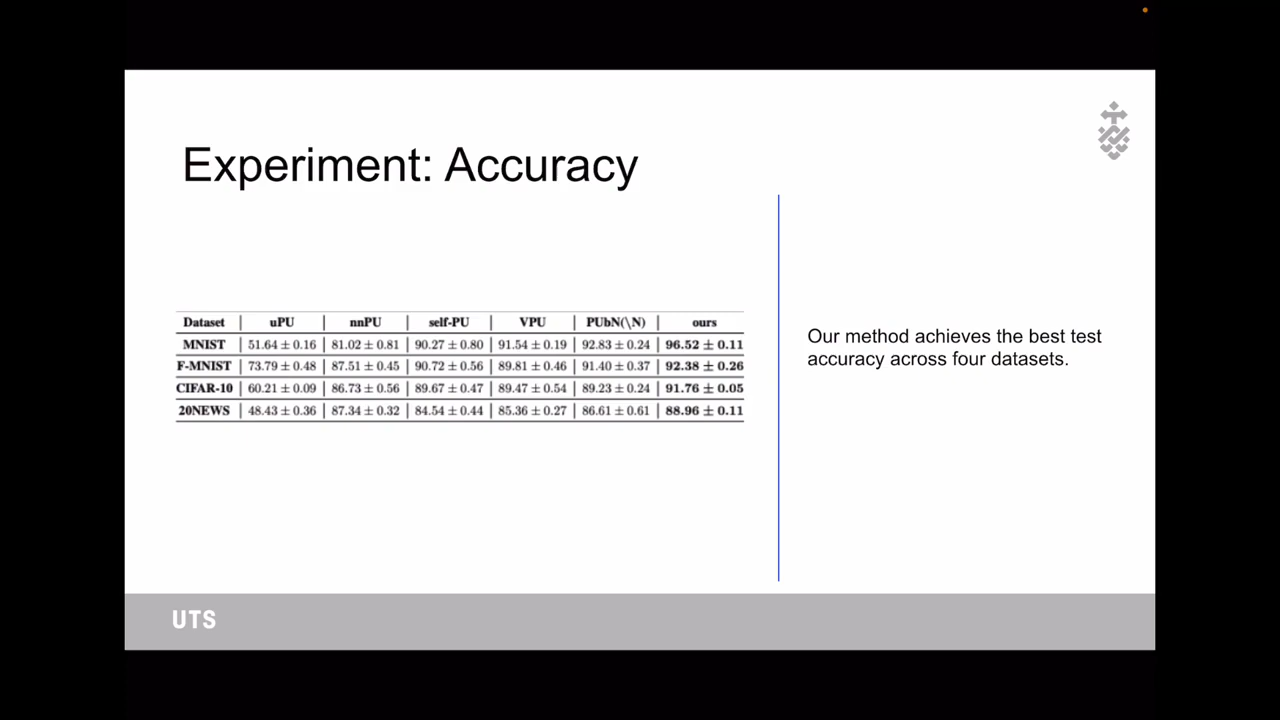 Experiment: Accuracy
Dataset | uPU | nnPU | self-PU | VPU | PUbN(\N) | ours
MNIST | 51.64 ± 0.16 | 81.02 ± 0.81 | 90.27 ± 0.80 | 91.54 ± 0.19 | 92.83 ± 0.24 | 96.52 ± 0.11
F-MNIST | 73.79 ± 0.48 | 87.51 ± 0.45 | 90.72 ± 0.56 | 89.81 ± 0.46 | 91.40 ± 0.37 | 92.38 ± 0.26
CIFAR-10 | 60.21 ± 0.09 | 86.73 ± 0.56 | 89.67 ± 0.47 | 89.47 ± 0.54 | 89.23 ± 0.24 | 91.76 ± 0.05
20NEWS | 48.43 ± 0.36 | 87.34 ± 0.32 | 84.54 ± 0.44 | 85.36 ± 0.27 | 86.61 ± 0.61 | 88.96 ± 0.11
Our method achieves the best test
accuracy across four datasets.
UTS